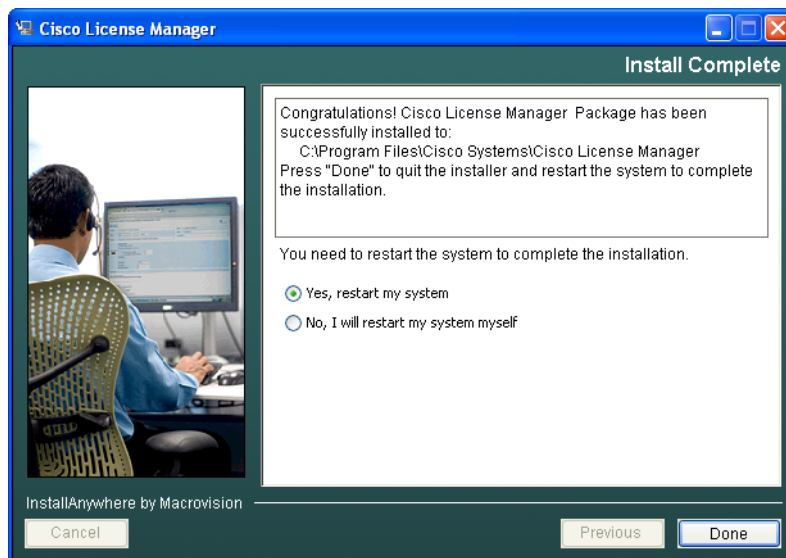 Cisco License Manager
Install Complete
Congratulations! Cisco License Manager Package has been
successfully installed to:
C:\Program Files\Cisco Systems\Cisco License Manager
Press "Done" to quit the installer and restart the system to complete
the installation.
You need to restart the system to complete the installation.
Yes, restart my system
No, I will restart my system myself
InstallAnywhere by Macrovision
Cancel
Previous
Done